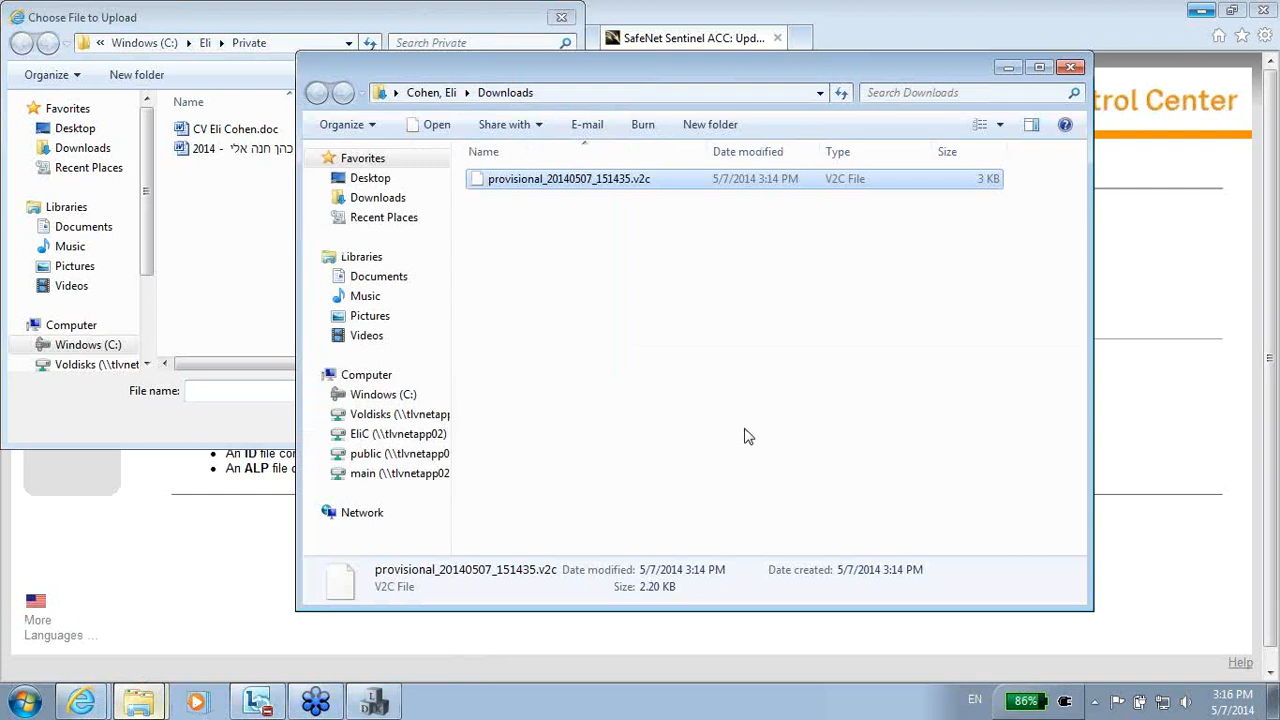 Choose File to Upload
« Windows (C:) Eli Private
Search Private
SafeNet Sentinel ACC: Upd...
Organize
New folder
Name
Favorites
Desktop
Downloads
Recent Places
Libraries
Documents
Music
Pictures
Videos
Computer
Windows (C:)
Voldisks (\\tlvnet
CV Eli Cohen.doc
כהן חנה אלי - 2014
File name:
Cohen, Eli Downloads
Search Downloads
trol Center
Organize
Open
Share with
E-mail
Burn
New folder
Name
Date modified
Type
Size
provisional_20140507_151435.v2c
5/7/2014 3:14 PM
V2C File
3 KB
Favorites
Desktop
Downloads
Recent Places
Libraries
Documents
Music
Pictures
Videos
Computer
Windows (C:)
Voldisks (\\tlvnetapp
EliC (\\tlvnetapp02)
public (\\tlvnetapp0
main (\\tlvnetapp02
Network
provisional_20140507_151435.v2c Date modified: 5/7/2014 3:14 PM Date created: 5/7/2014 3:14 PM
V2C File Size: 2.20 KB
An ID file con
An ALP file c
More
Languages ...
Help
EN
86%
3:16 PM
5/7/2014